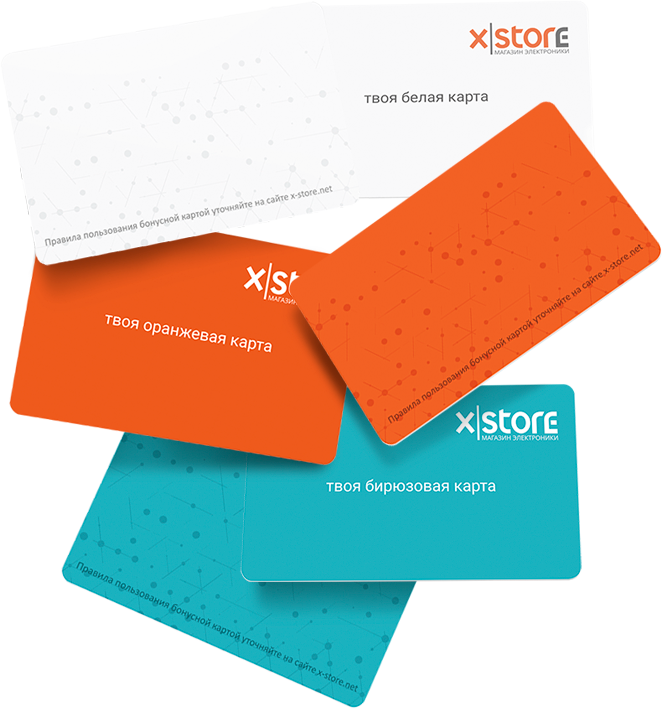 x|store
МАГАЗИН ЭЛЕКТРОНИКИ
твоя белая карта
Правила пользования бонусной картой уточняйте на сайте x-store.net
x|st
МАГАЗИН
твоя оранжевая карта
Правила пользования бонусной картой уточняйте на сайте x-store.net
x|store
МАГАЗИН ЭЛЕКТРОНИКИ
твоя бирюзовая карта
Правила пользования бонусной картой уточняйте на сайте x-store.net